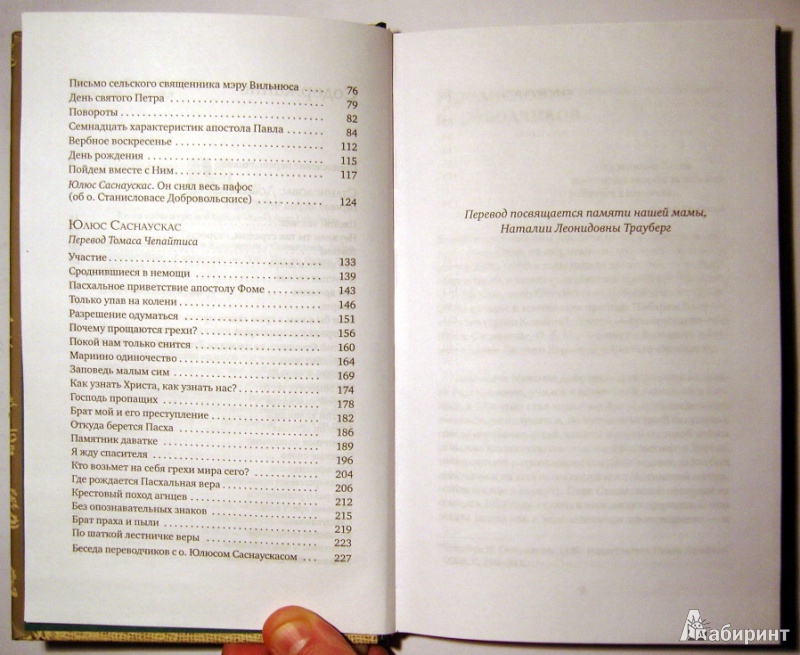 Письмо сельского священника мэру Вильнюса . . . . 76
День святого Петра . . . . 79
Повороты . . . . 82
Семнадцать характеристик апостола Павла . . . . 84
Вербное воскресенье . . . . 112
День рождения . . . . 115
Пойдем вместе с Ним . . . . 117
Юлюс Саснаускас. Он снял весь пафос
(об о. Станисловасе Добровольскисе) . . . . 124
Юлюс Саснаускас
Перевод Томаса Чепайтиса
Участие . . . . 133
Сроднившиеся в немощи . . . . 139
Пасхальное приветствие апостолу Фоме . . . . 143
Только упав на колени . . . . 146
Разрешение одуматься . . . . 151
Почему прощаются грехи? . . . . 156
Покой нам только снится . . . . 160
Мариино одиночество . . . . 164
Заповедь малым сим . . . . 169
Как узнать Христа, как узнать нас? . . . . 174
Господь пропащих . . . . 178
Брат мой и его преступление . . . . 182
Откуда берется Пасха . . . . 186
Памятник даватке . . . . 189
Я жду спасителя . . . . 196
Кто возьмет на себя грехи мира сего? . . . . 204
Где рождается Пасхальная вера . . . . 206
Крестовый поход агнцев . . . . 212
Без опознавательных знаков . . . . 215
Брат праха и пыли . . . . 219
По шаткой лестничке веры . . . . 223
Беседа переводчиков с о. Юлюсом Саснаускасом . . . 227
Перевод посвящается памяти нашей мамы,
Наталии Леонидовны Трауберг
Лабиринт